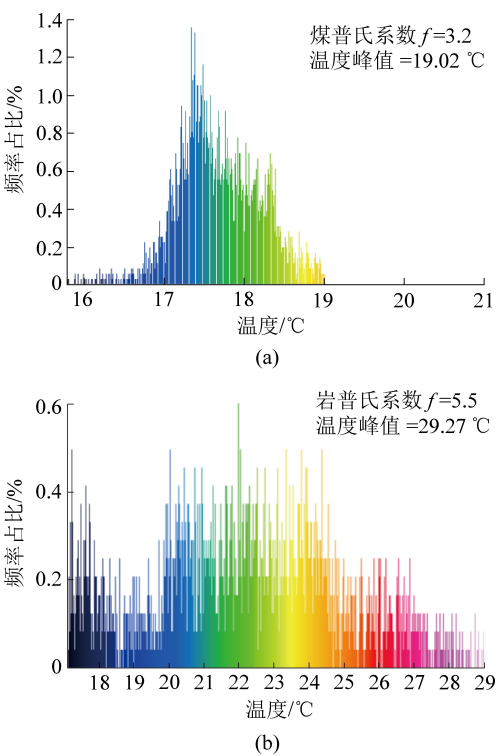 煤普氏系数 f =3.2
温度峰值 =19.02 ℃
频率占比/%
1.4
1.2
1.0
0.8
0.6
0.4
0.2
0
16 17 18 19 20 21
温度/℃
(a)
岩普氏系数 f =5.5
温度峰值 =29.27 ℃
频率占比/%
0.6
0.4
0.2
0
18 19 20 21 22 23 24 25 26 27 28 29
温度/℃
(b)